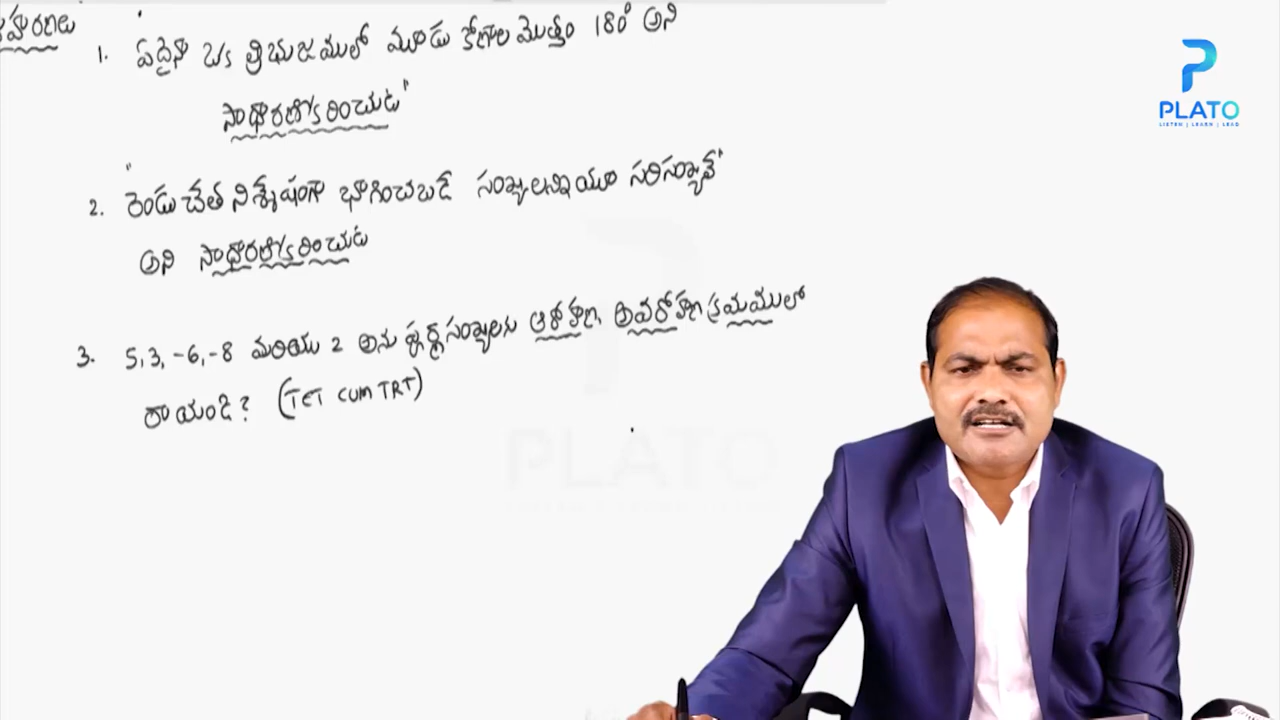 హరణలు
1. ఏదైనా ఒక త్రిభుజములో మూడు కోణాల మొత్తం 180° అని
సాధారణీకరించుట"
2. "రెండు చేత నిశ్శేషంగా భాగించబడే సంఖ్యలన్నియూ సరిసంఖ్యలే"
అని సాధారణీకరించుట
3. 5, 3, -6, -8 మరియు 2 అను పూర్ణసంఖ్యలను ఆరోహణ, అవరోహణ క్రమములో
రాయండి? (TET CUM TRT)
PLATO
LISTEN | LEARN | LEAD
PLATO